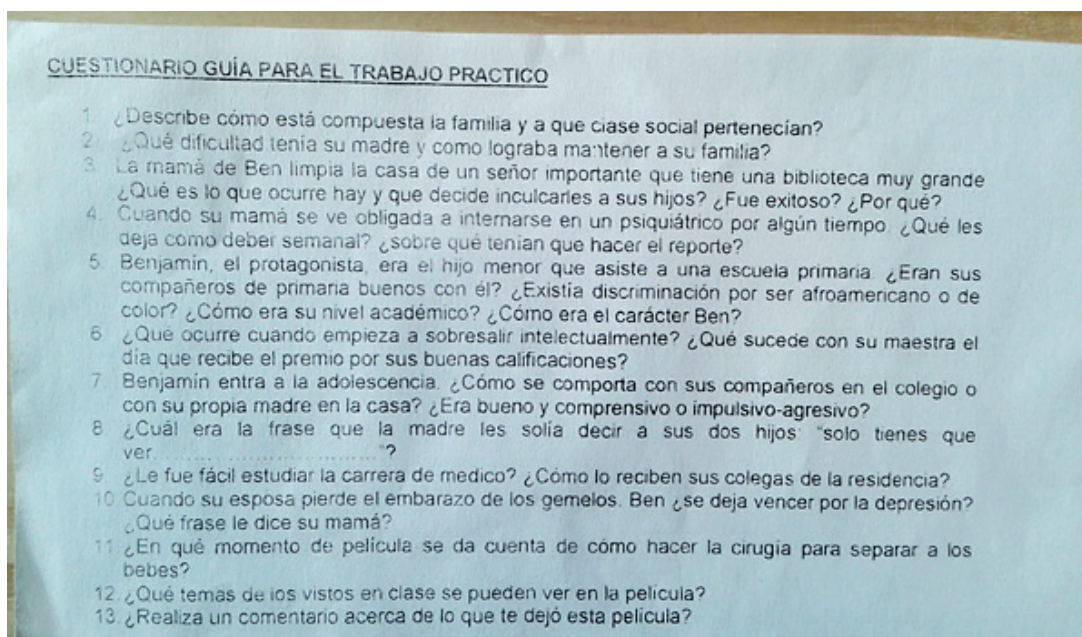 CUESTIONARIO GUÍA PARA EL TRABAJO PRACTICO
1. ¿Describe cómo está compuesta la familia y a que clase social pertenecían?
2. ¿Qué dificultad tenía su madre y como lograba mantener a su familia?
3. La mamá de Ben limpia la casa de un señor importante que tiene una biblioteca muy grande
¿Qué es lo que ocurre hay y que decide inculcarles a sus hijos? ¿Fue exitoso? ¿Por qué?
4. Cuando su mamá se ve obligada a internarse en un psiquiátrico por algún tiempo. ¿Qué les
deja como deber semanal? ¿sobre qué tenían que hacer el reporte?
5. Benjamín, el protagonista, era el hijo menor que asiste a una escuela primaria. ¿Eran sus
compañeros de primaria buenos con él? ¿Existía discriminación por ser afroamericano o de
color? ¿Cómo era su nivel académico? ¿Cómo era el carácter Ben?
6. ¿Qué ocurre cuando empieza a sobresalir intelectualmente? ¿Qué sucede con su maestra el
día que recibe el premio por sus buenas calificaciones?
7. Benjamín entra a la adolescencia. ¿Cómo se comporta con sus compañeros en el colegio o
con su propia madre en la casa? ¿Era bueno y comprensivo o impulsivo-agresivo?
8. ¿Cuál era la frase que la madre les solía decir a sus dos hijos: "solo tienes que
ver.................................."?
9. ¿Le fue fácil estudiar la carrera de medico? ¿Cómo lo reciben sus colegas de la residencia?
10. Cuando su esposa pierde el embarazo de los gemelos. Ben ¿se deja vencer por la depresión?
¿Qué frase le dice su mamá?
11. ¿En qué momento de película se da cuenta de cómo hacer la cirugía para separar a los
bebes?
12. ¿Qué temas de los vistos en clase se pueden ver en la película?
13. ¿Realiza un comentario acerca de lo que te dejó esta película?